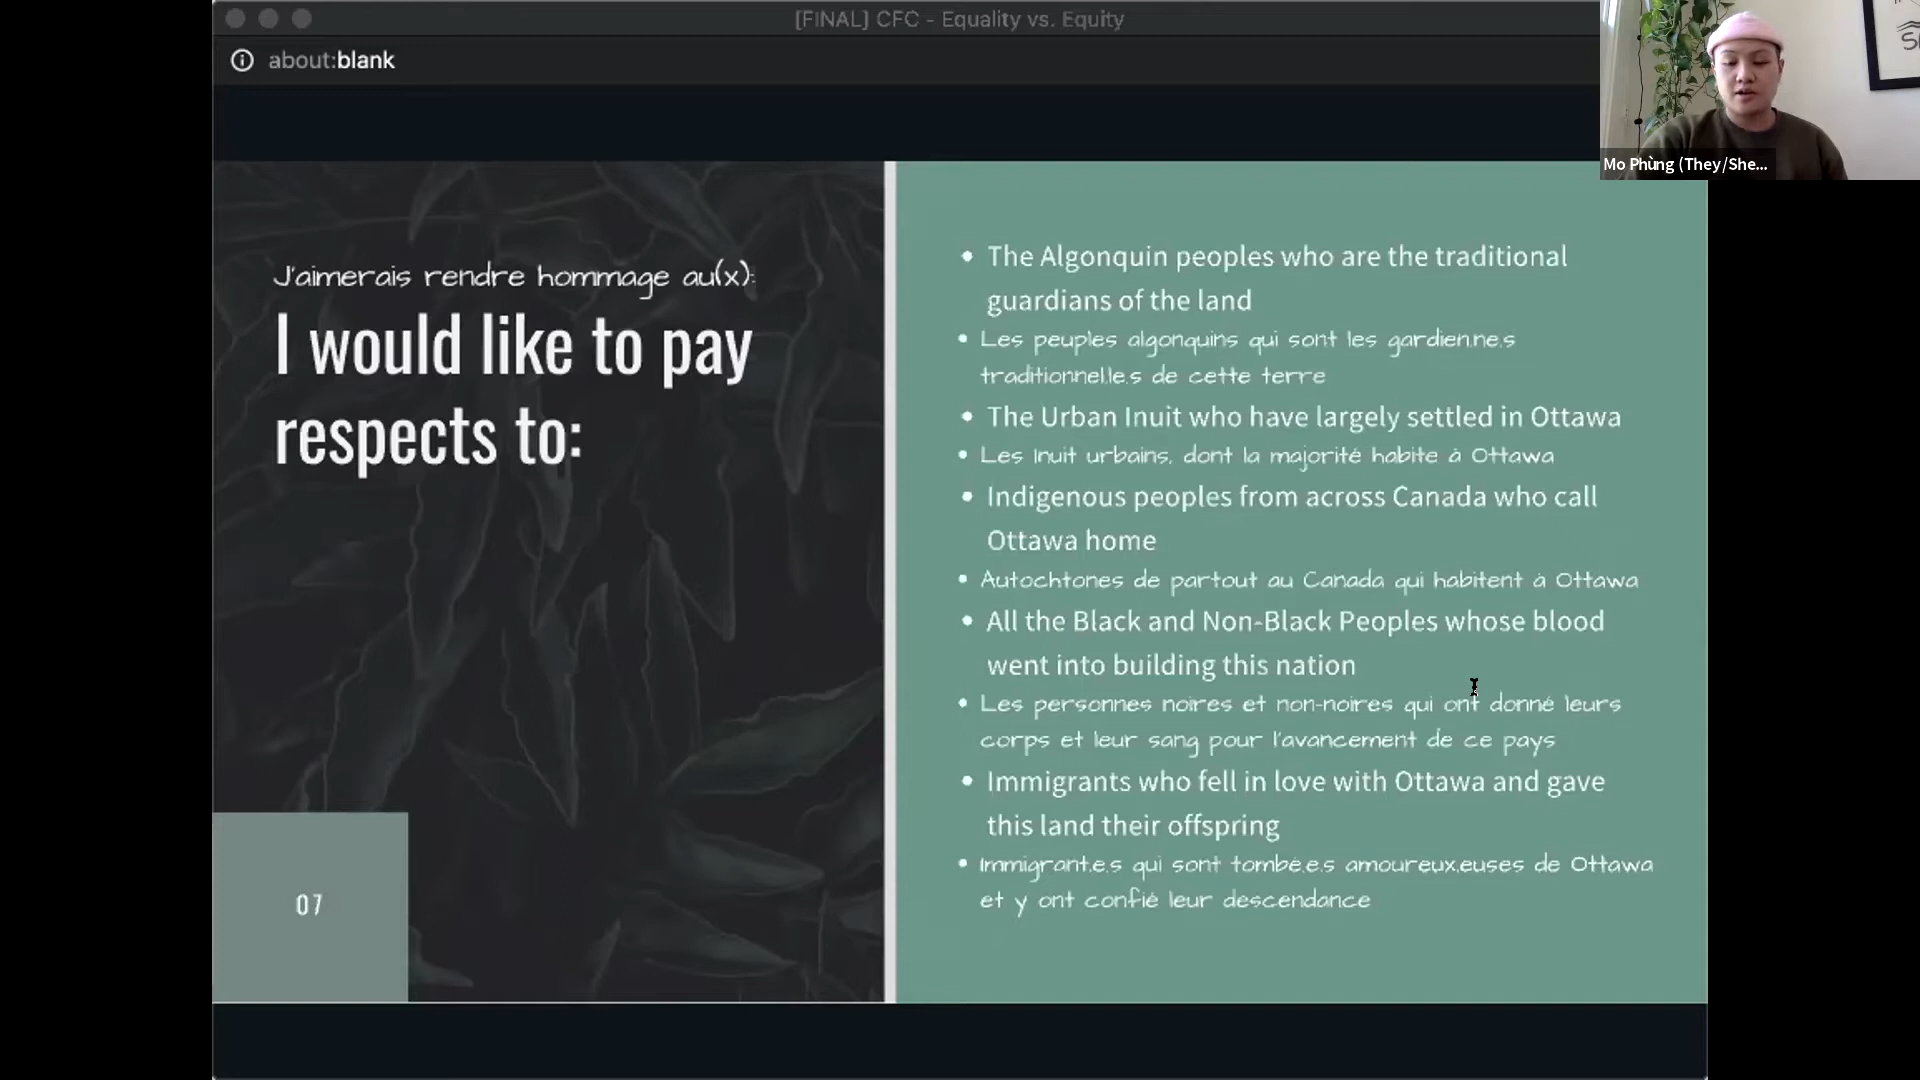 [FINAL] CFC - Equality vs. Equity
about:blank
Mo Phùng (They/She...
J'aimerais rendre hommage au(x):
I would like to pay
respects to:
07
• The Algonquin peoples who are the traditional
guardians of the land
• Les peuples algonquins qui sont les gardien.ne.s
traditionnel.le.s de cette terre
• The Urban Inuit who have largely settled in Ottawa
• Les Inuit urbains, dont la majorité habite à Ottawa
• Indigenous peoples from across Canada who call
Ottawa home
• Autochtones de partout au Canada qui habitent à Ottawa
• All the Black and Non-Black Peoples whose blood
went into building this nation
• Les personnes noires et non-noires qui ont donné leurs
corps et leur sang pour l'avancement de ce pays
• Immigrants who fell in love with Ottawa and gave
this land their offspring
• Immigrant.e.s qui sont tombé.e.s amoureux.euses de Ottawa
et y ont confié leur descendance